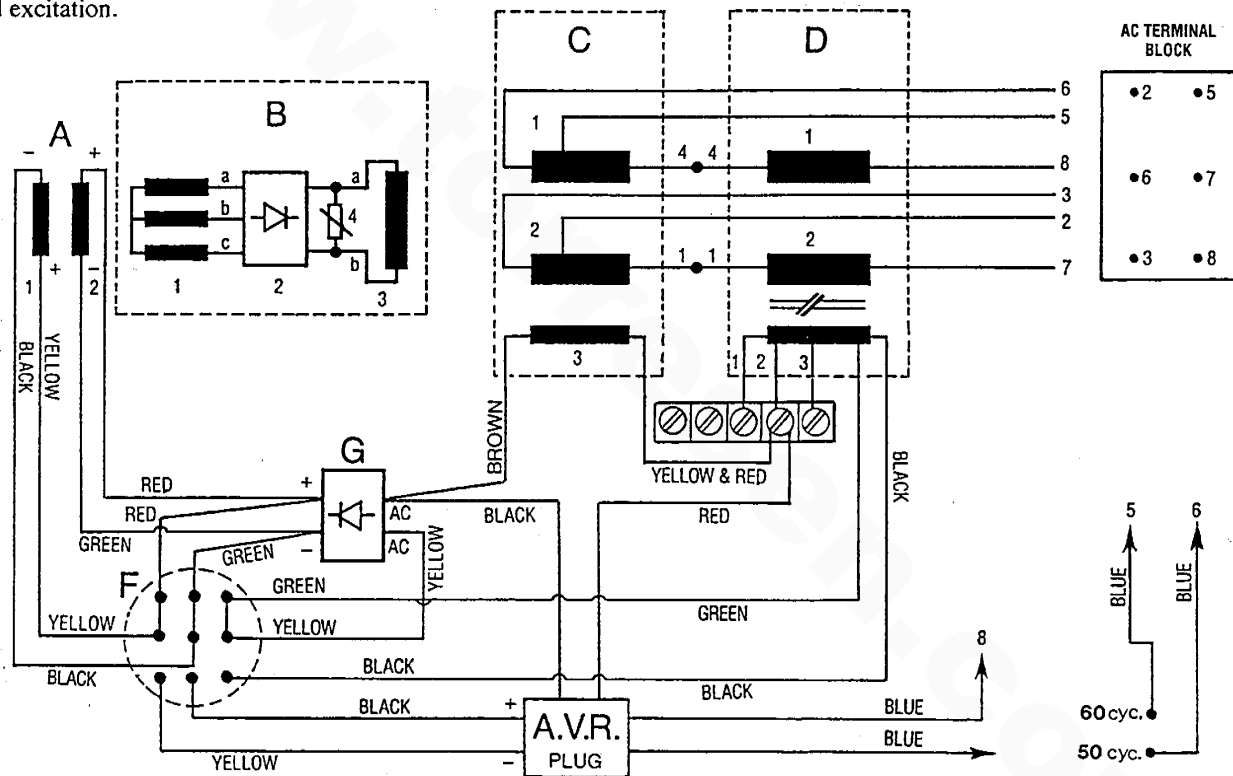 l excitation.
C
D
AC TERMINAL
BLOCK
A
B
- +
6
5
8
3
2
7
•2 •5
•6 •7
•3 •8
1
4 4
1
2
1 1
2
a
b
c
a
4
b
1
2
3
+ -
1
2
BLACK
YELLOW
3
1 2 3
BROWN
YELLOW & RED
BLACK
G
RED
RED
+
AC
BLACK
RED
GREEN
GREEN
-
AC
YELLOW
F
GREEN
GREEN
YELLOW
YELLOW
BLACK
BLACK
BLACK
BLACK
YELLOW
+
-
A.V.R.
PLUG
BLUE
BLUE
8
5
6
BLUE
BLUE
60 cyc.
50 cyc.